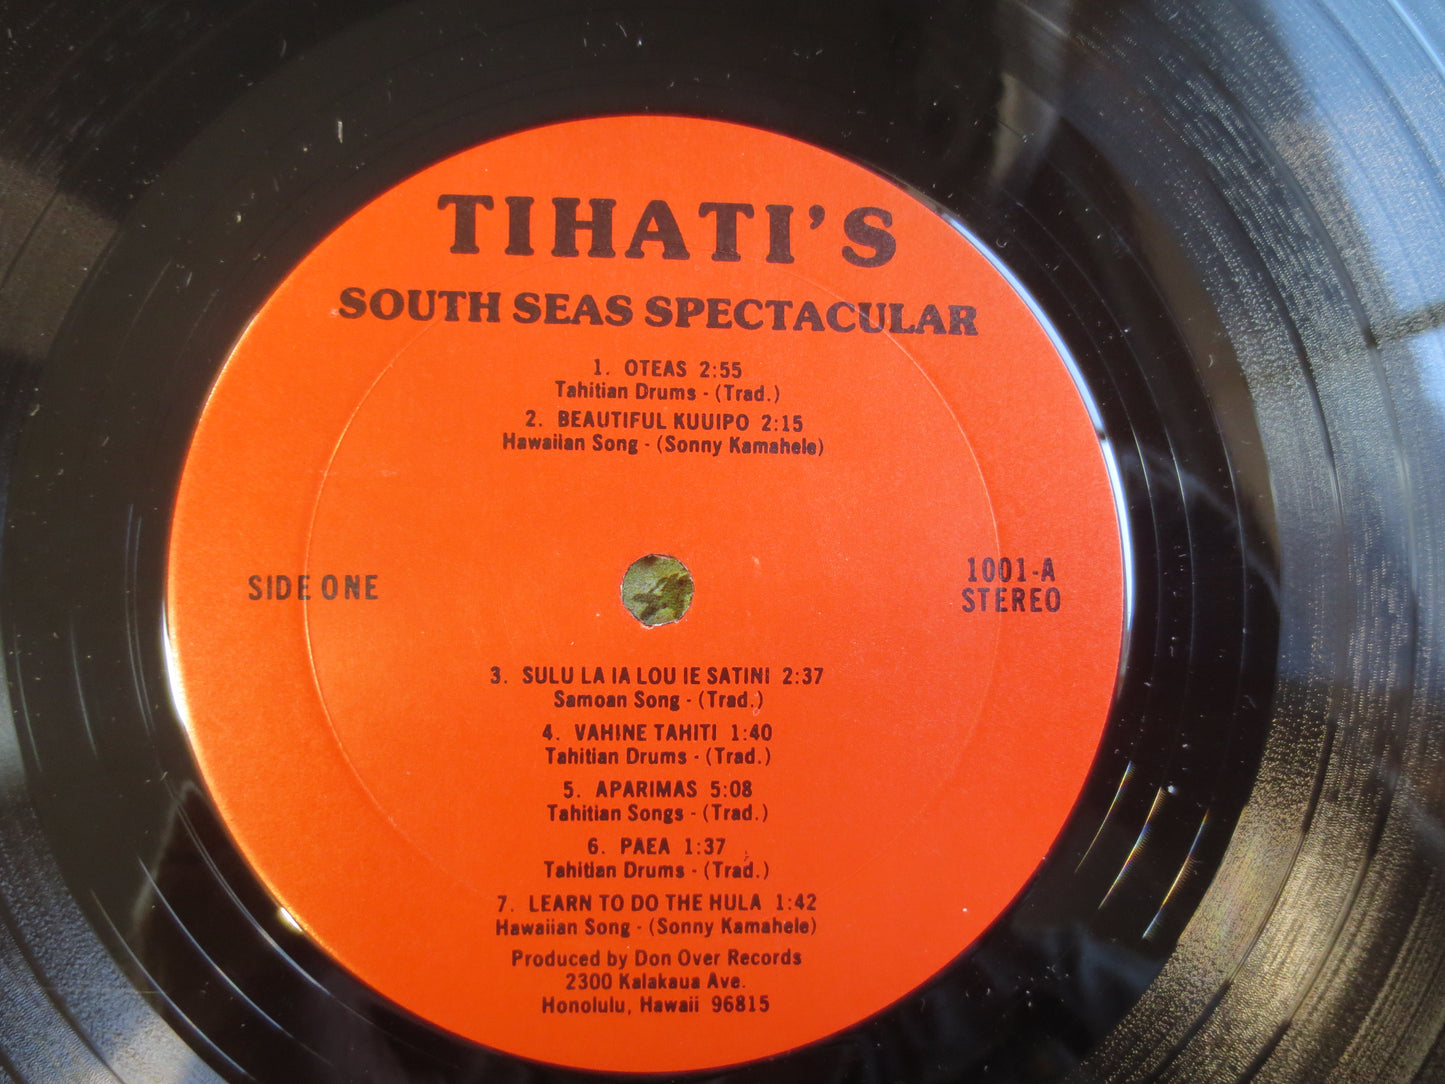 TIHATI'S
SOUTH SEAS SPECTACULAR
1. OTEAS 2:55
Tahitian Drums - (Trad.)
2. BEAUTIFUL KUUIPO 2:15
Hawaiian Song - (Sonny Kamahele)
SIDE ONE
1001-A
STEREO
3. SULU LA IA LOU IE SATINI 2:37
Samoan Song - (Trad.)
4. VAHINE TAHITI 1:40
Tahitian Drums - (Trad.)
5. APARIMAS 5:08
Tahitian Songs - (Trad.)
6. PAEA 1:37
Tahitian Drums - (Trad.)
7. LEARN TO DO THE HULA 1:42
Hawaiian Song - (Sonny Kamahele)
Produced by Don Over Records
2300 Kalakaua Ave.
Honolulu, Hawaii 96815